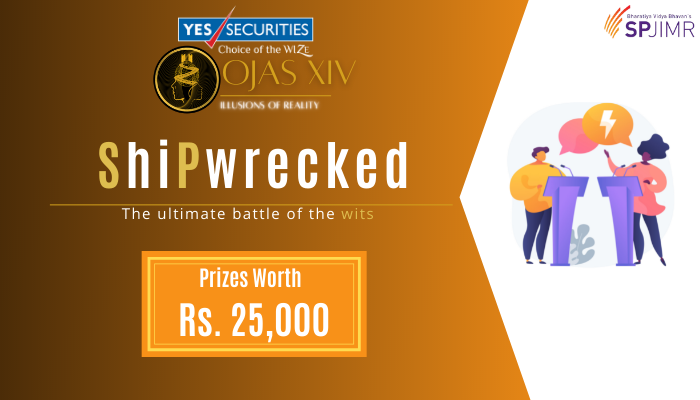 YES SECURITIES
Choice of the WIZE
OJAS XIV
ILLUSIONS OF REALITY
Bharatiya Vidya Bhavan's
SPJIMR
ShiPwrecked
The ultimate battle of the wits
Prizes Worth
Rs. 25,000